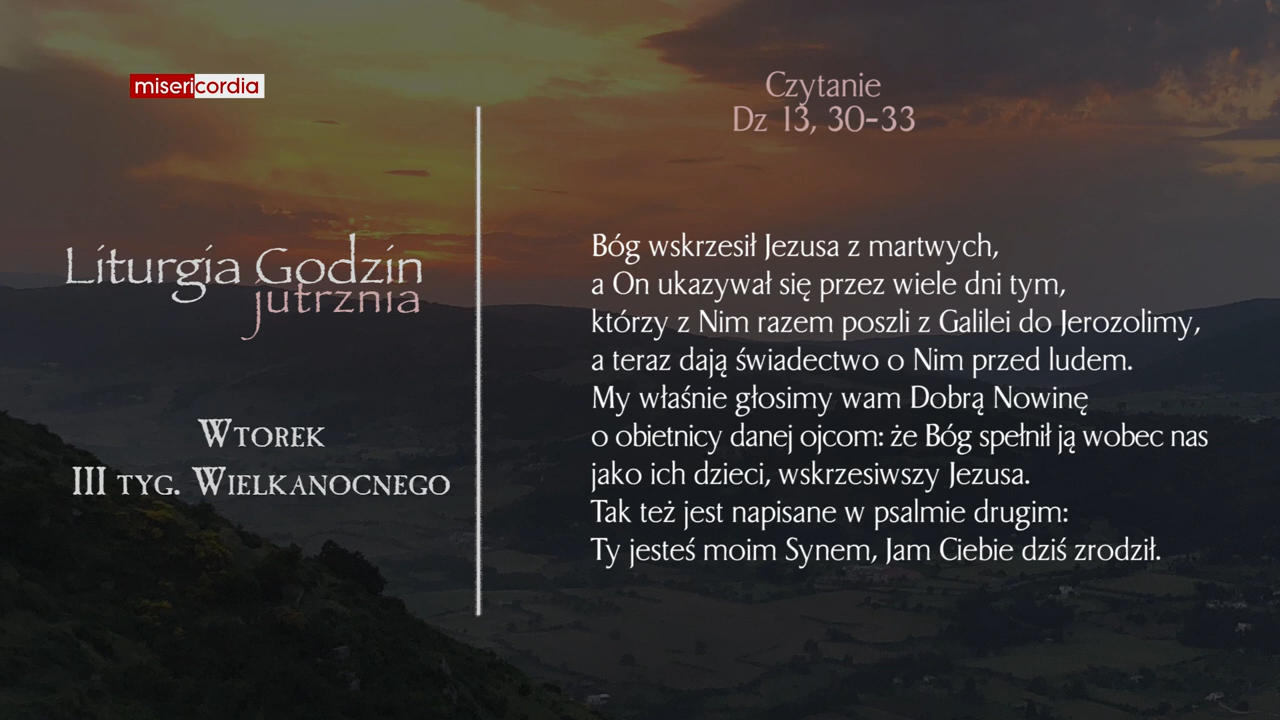 misericordia
Liturgia Godzin
jutrznia
Wtorek
III tyg. Wielkanocnego
Czytanie
Dz 13, 30-33
Bóg wskrzesił Jezusa z martwych,
a On ukazywał się przez wiele dni tym,
którzy z Nim razem poszli z Galilei do Jerozolimy,
a teraz dają świadectwo o Nim przed ludem.
My właśnie głosimy wam Dobrą Nowinę
o obietnicy danej ojcom: że Bóg spełnił ją wobec nas
jako ich dzieci, wskrzesiwszy Jezusa.
Tak też jest napisane w psalmie drugim:
Ty jesteś moim Synem, Jam Ciebie dziś zrodził.